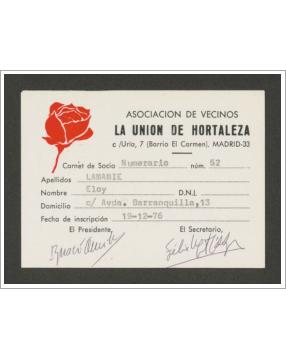 ASOCIACION DE VECINOS
LA UNION DE HORTALEZA
c /Uria, 7 (Barrio El Carmen), MADRID-33
Carnet de Socio Numerario núm. 52
Apellidos LAMANIE
Nombre Eloy D.N.I.
Domicilio c/ Avda. Barranquilla,13
Fecha de inscripción 19-12-76
El Presidente, El Secretario,